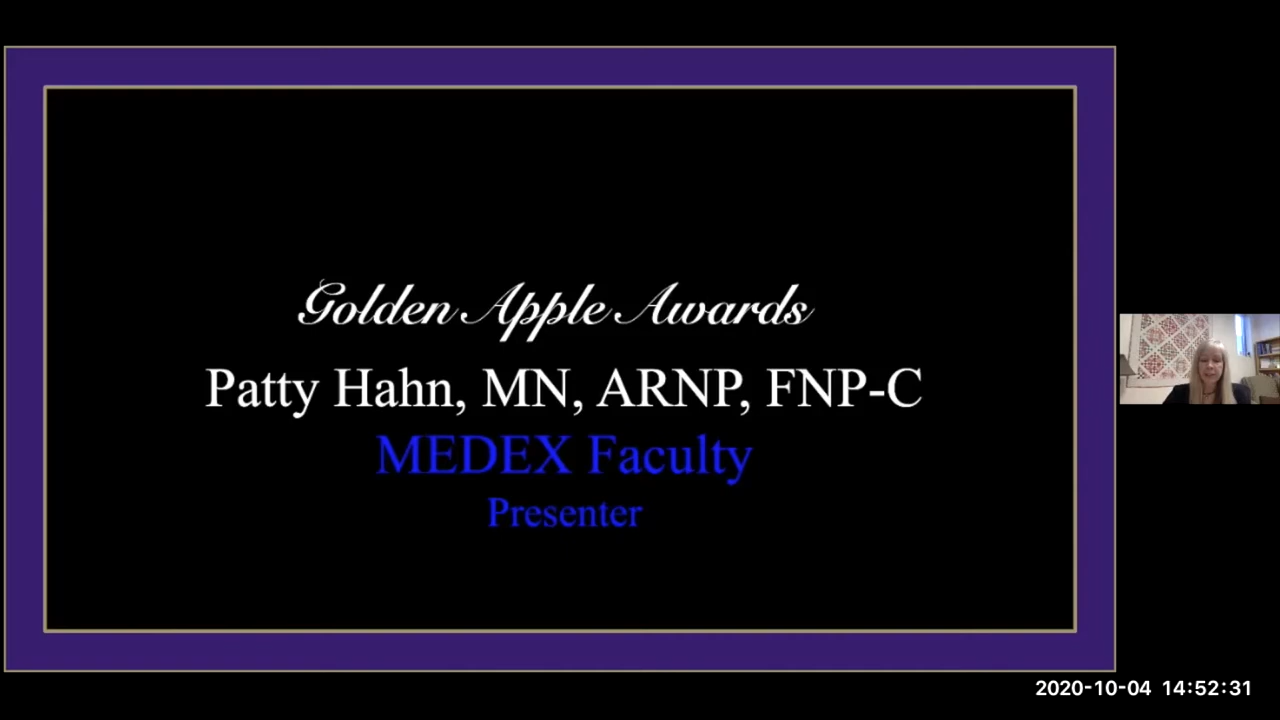 Golden Apple Awards
Patty Hahn, MN, ARNP, FNP-C
MEDEX Faculty
Presenter
2020-10-04 14:52:31